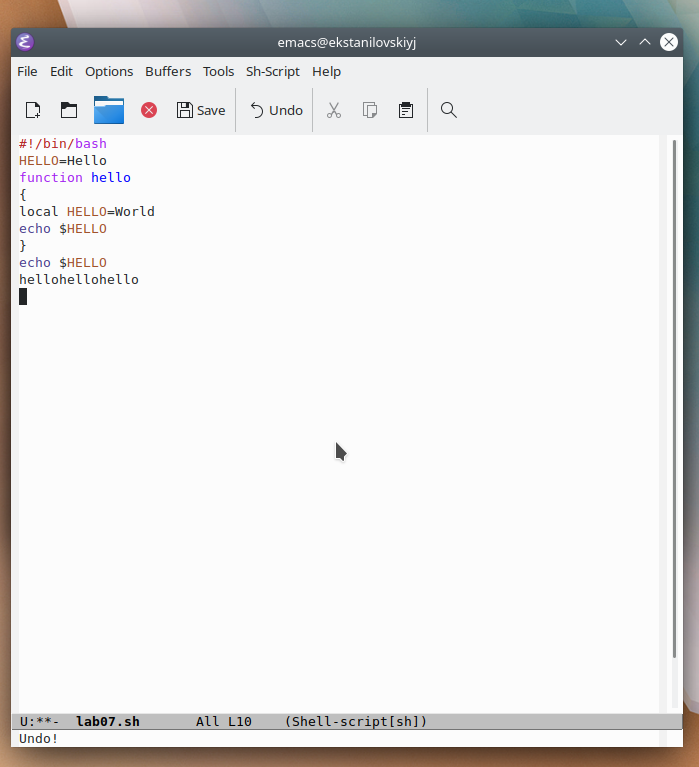 emacs@ekstanilovskiyj
File Edit Options Buffers Tools Sh-Script Help
Save Undo
#!/bin/bash
HELLO=Hello
function hello
{
local HELLO=World
echo $HELLO
}
echo $HELLO
hellohellohello
U:**-  lab07.sh       All L10    (Shell-script[sh])
Undo!